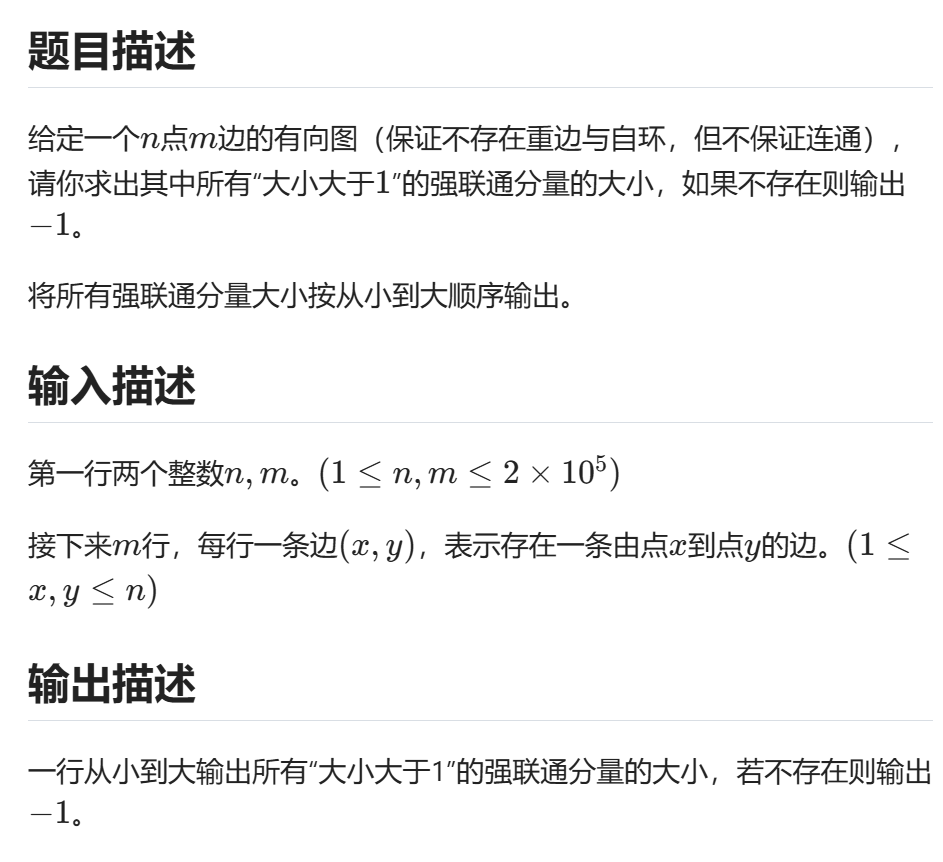 题目描述
给定一个n点m边的有向图（保证不存在重边与自环，但不保证连通），
请你求出其中所有“大小大于1”的强联通分量的大小，如果不存在则输出
−1。
将所有强联通分量大小按从小到大顺序输出。
输入描述
第一行两个整数n, m。(1 ≤ n, m ≤ 2 × 10⁵)
接下来m行，每行一条边(x, y)，表示存在一条由点x到点y的边。(1 ≤
x, y ≤ n)
输出描述
一行从小到大输出所有“大小大于1”的强联通分量的大小，若不存在则输出
−1。